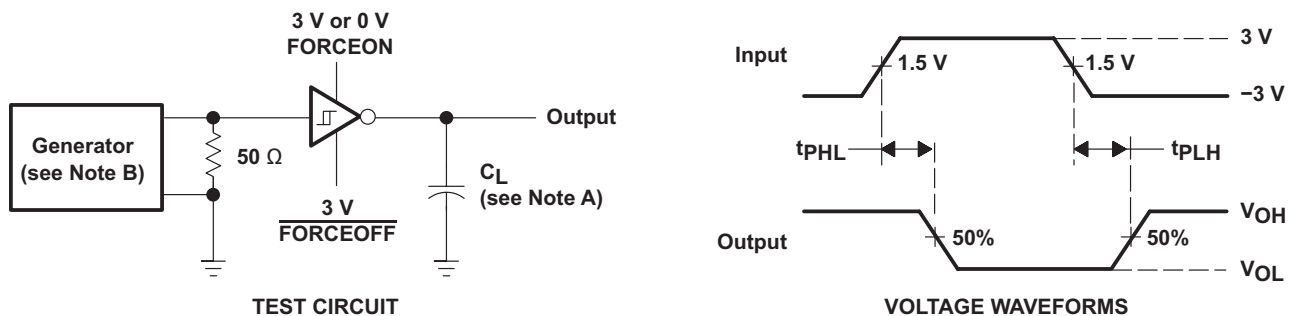 3 V or 0 V
FORCEON
Generator
(see Note B)
50 Ω
Output
CL
(see Note A)
3 V
FORCEOFF
TEST CIRCUIT
Input
1.5 V
1.5 V
3 V
−3 V
tPHL
tPLH
Output
50%
50%
VOH
VOL
VOLTAGE WAVEFORMS